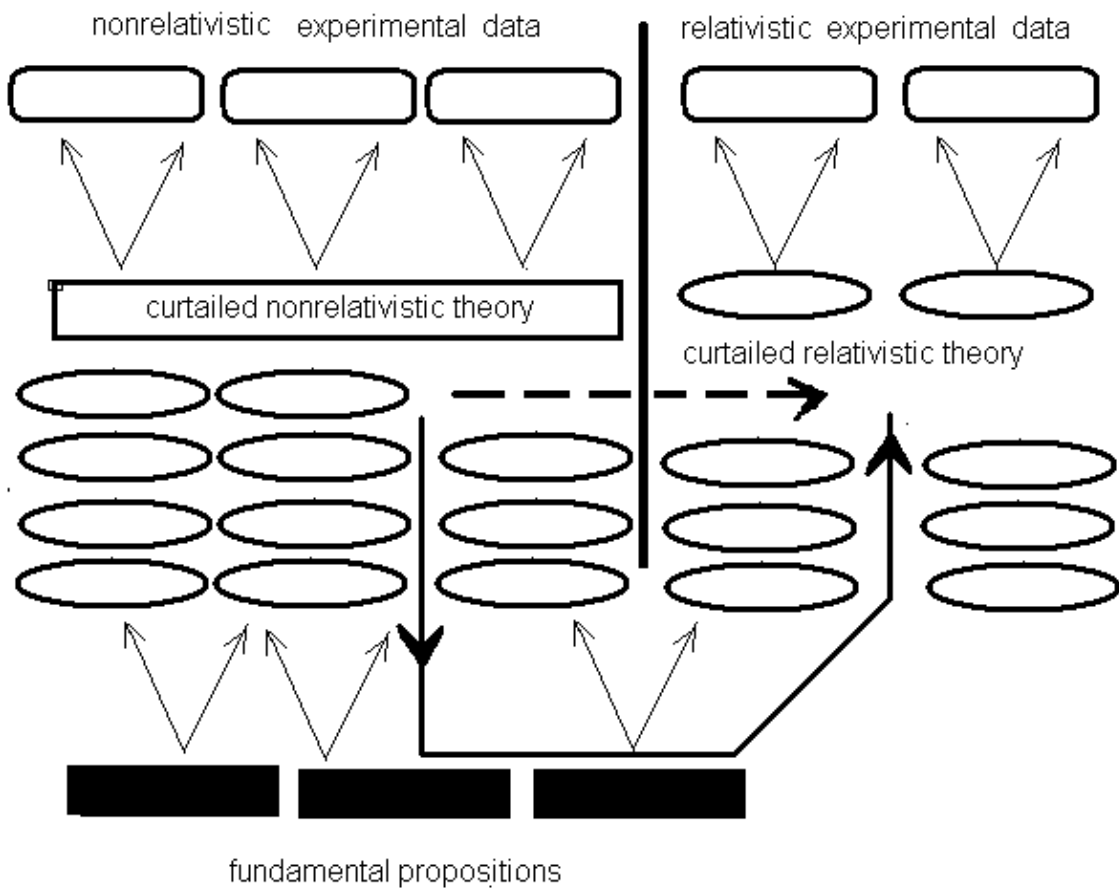 nonrelativistic experimental data
relativistic experimental data
curtailed nonrelativistic theory
curtailed relativistic theory
fundamental propositions